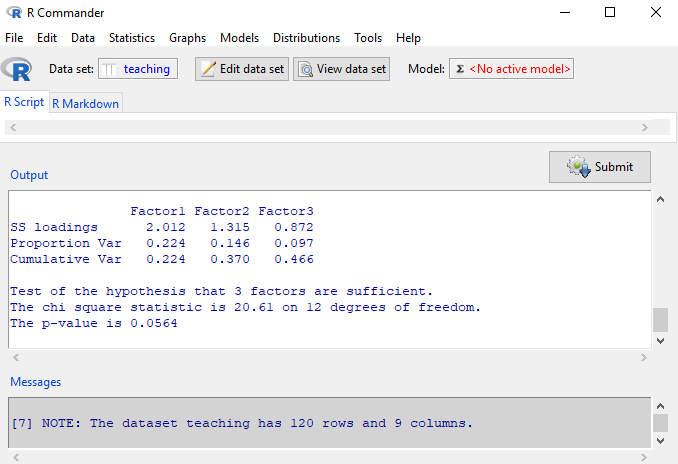 R Commander
File Edit Data Statistics Graphs Models Distributions Tools Help
R Data set: teaching Edit data set View data set Model: Σ <No active model>
R Script R Markdown
Submit
Output
Factor1 Factor2 Factor3
SS loadings 2.012 1.315 0.872
Proportion Var 0.224 0.146 0.097
Cumulative Var 0.224 0.370 0.466
Test of the hypothesis that 3 factors are sufficient.
The chi square statistic is 20.61 on 12 degrees of freedom.
The p-value is 0.0564
Messages
[7] NOTE: The dataset teaching has 120 rows and 9 columns.